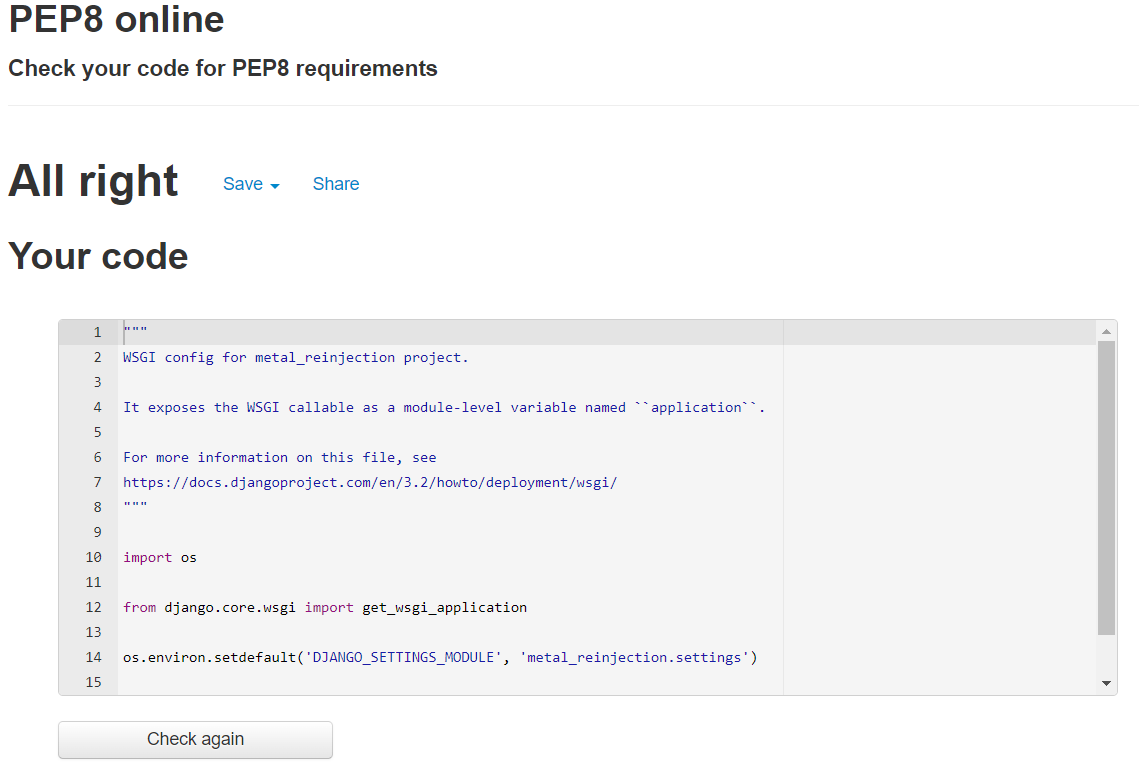 PEP8 online
Check your code for PEP8 requirements
All right Save Share
Your code
1 """
2 WSGI config for metal_reinjection project.
3
4 It exposes the WSGI callable as a module-level variable named ``application``.
5
6 For more information on this file, see
7 https://docs.djangoproject.com/en/3.2/howto/deployment/wsgi/
8 """
9
10 import os
11
12 from django.core.wsgi import get_wsgi_application
13
14 os.environ.setdefault('DJANGO_SETTINGS_MODULE', 'metal_reinjection.settings')
15
Check again